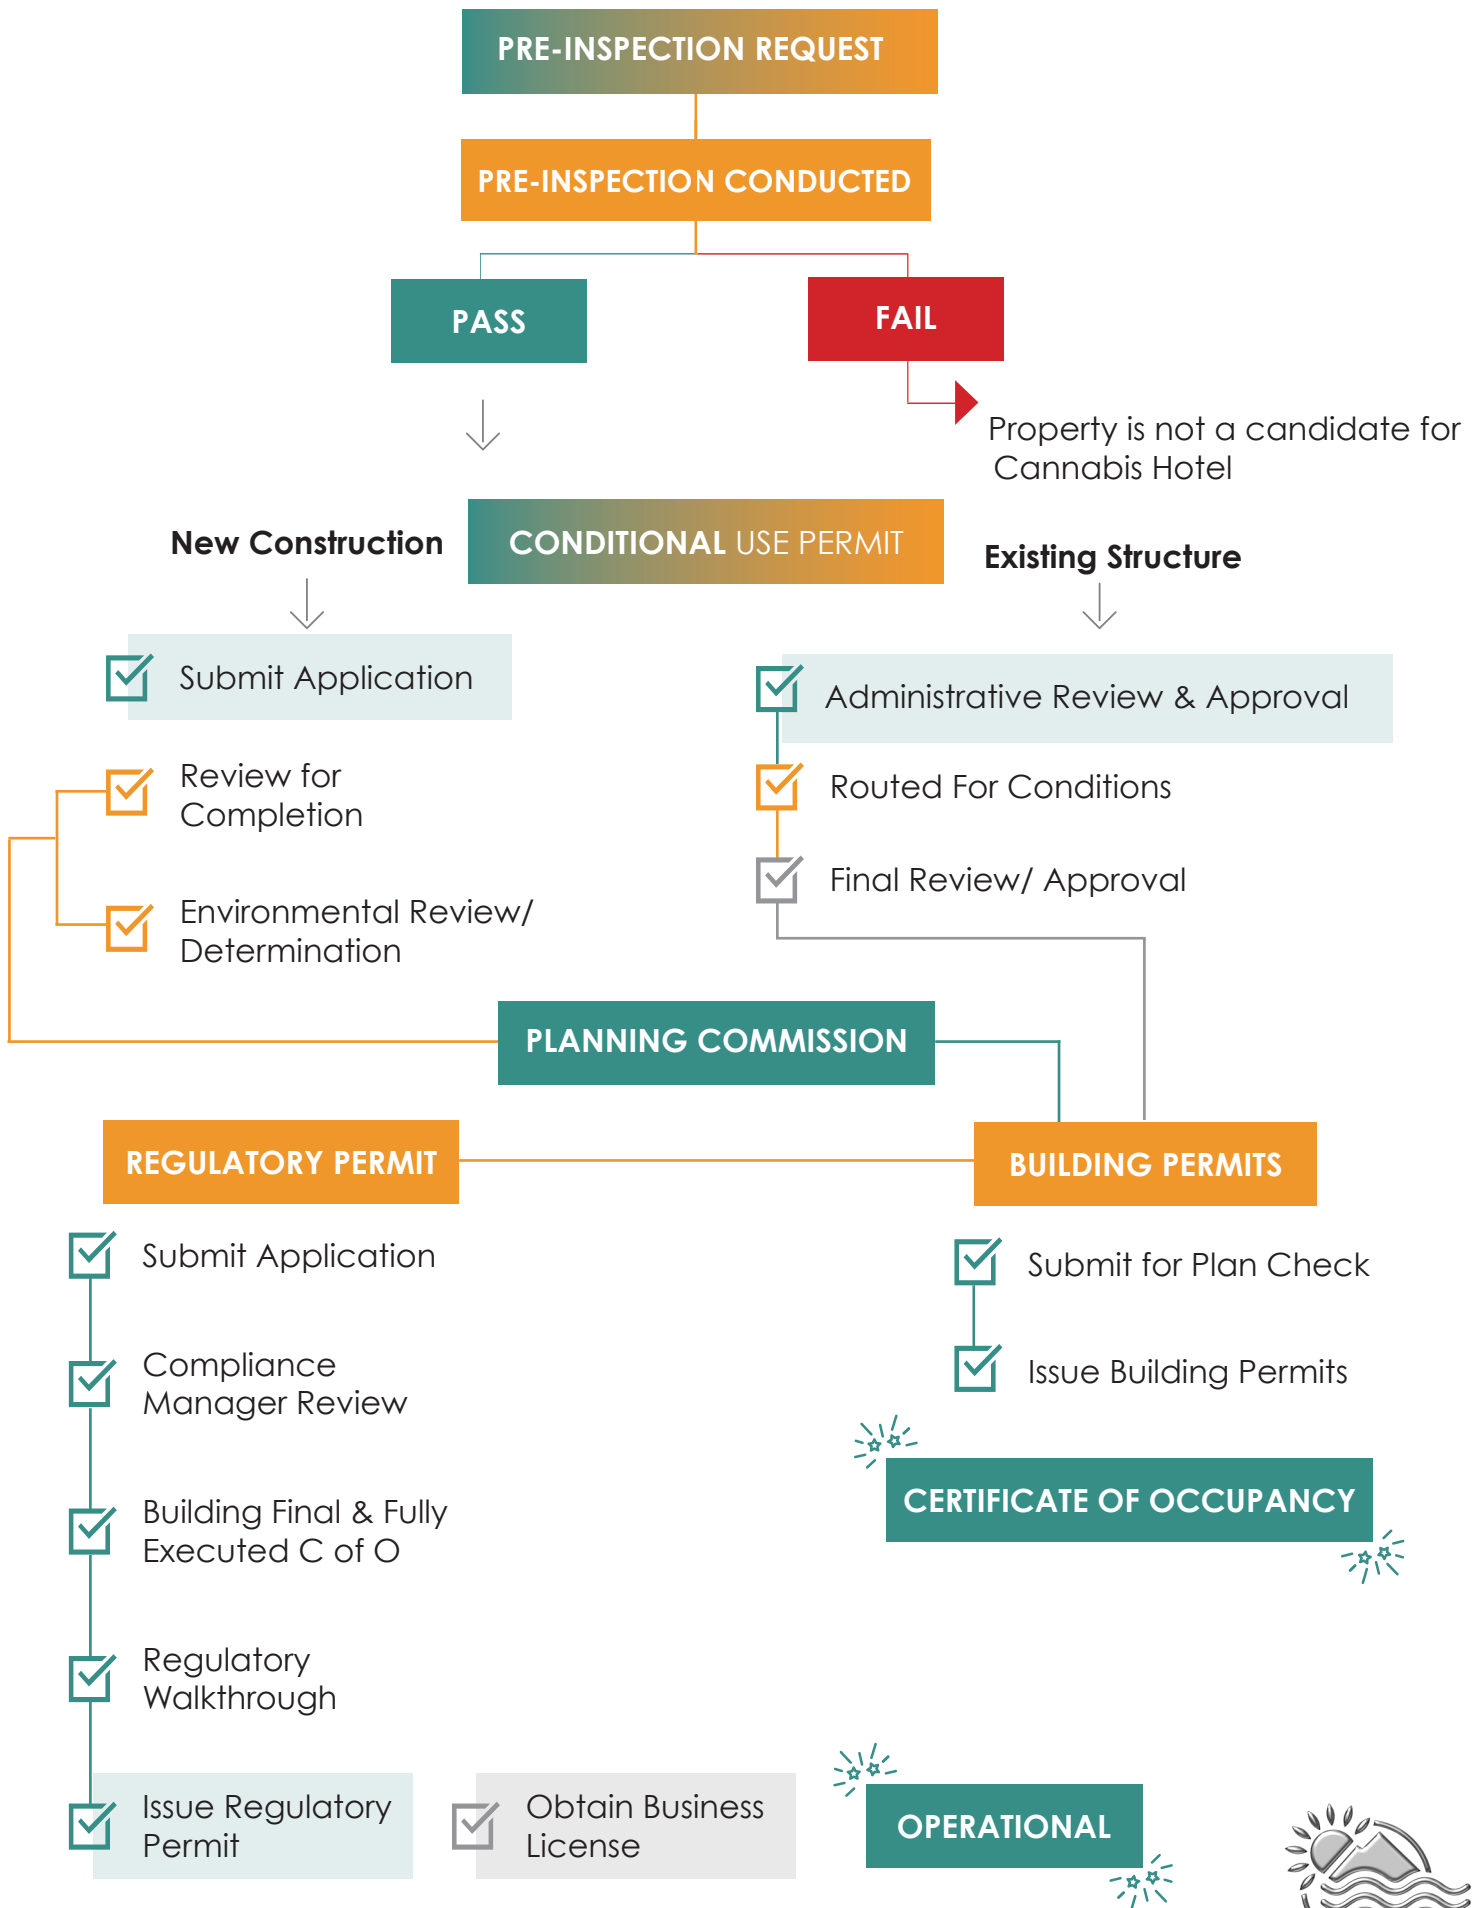 PRE-INSPECTION REQUEST
PRE-INSPECTION CONDUCTED
PASS
FAIL
Property is not a candidate for
Cannabis Hotel
New Construction
CONDITIONAL USE PERMIT
Existing Structure
Submit Application
Review for
Completion
Environmental Review/
Determination
Administrative Review & Approval
Routed For Conditions
Final Review/ Approval
PLANNING COMMISSION
REGULATORY PERMIT
BUILDING PERMITS
Submit Application
Compliance
Manager Review
Building Final & Fully
Executed C of O
Regulatory
Walkthrough
Issue Regulatory
Permit
Submit for Plan Check
Issue Building Permits
CERTIFICATE OF OCCUPANCY
Obtain Business
License
OPERATIONAL